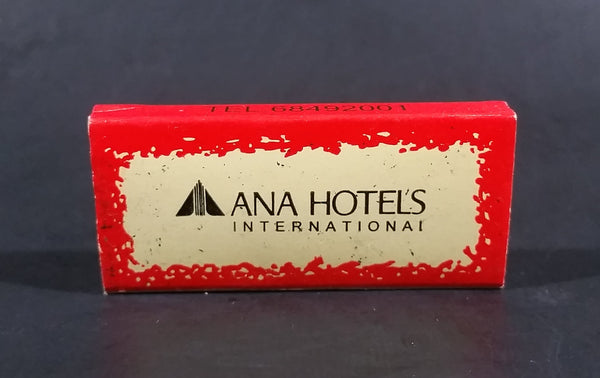 TEL 68492001
ANA HOTELS
INTERNATIONAL